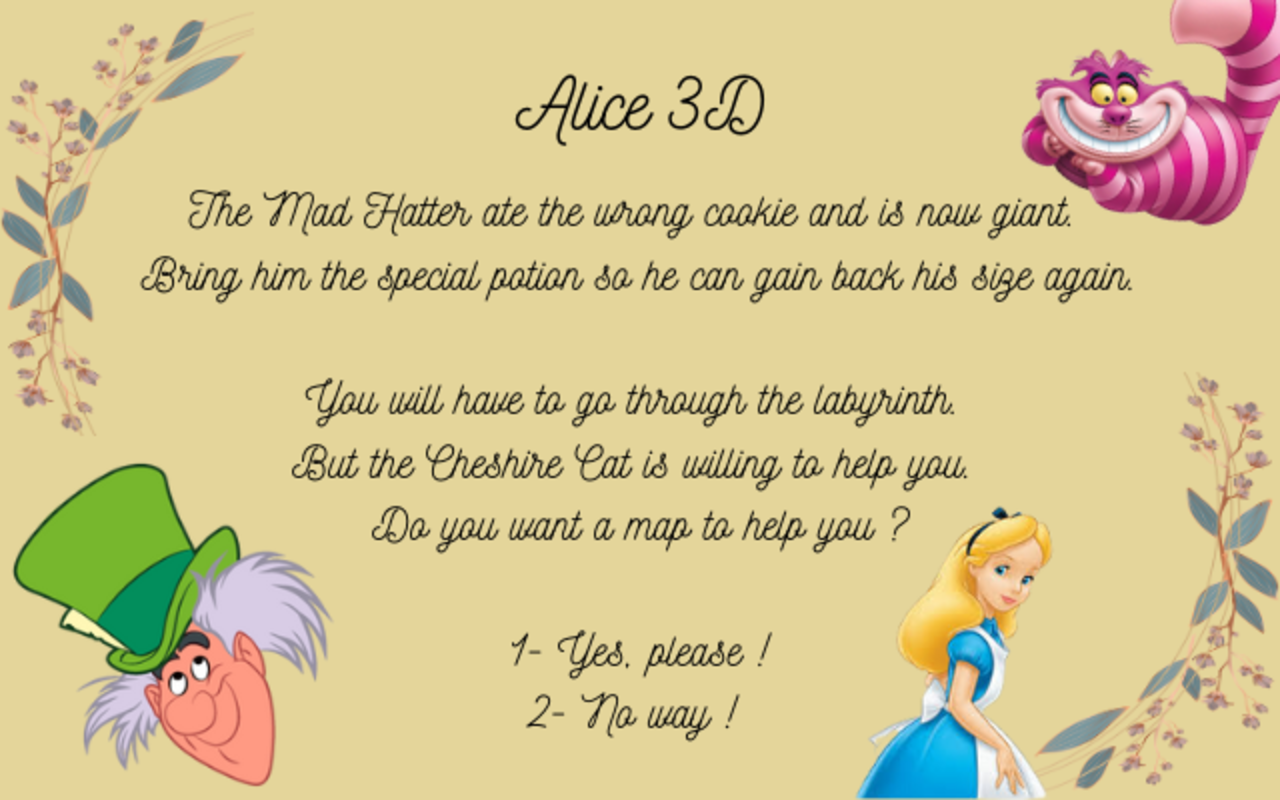 Alice 3D
The Mad Hatter ate the wrong cookie and is now giant.
Bring him the special potion so he can gain back his size again.
You will have to go through the labyrinth.
But the Cheshire Cat is willing to help you.
Do you want a map to help you ?
1- Yes, please !
2- No way !